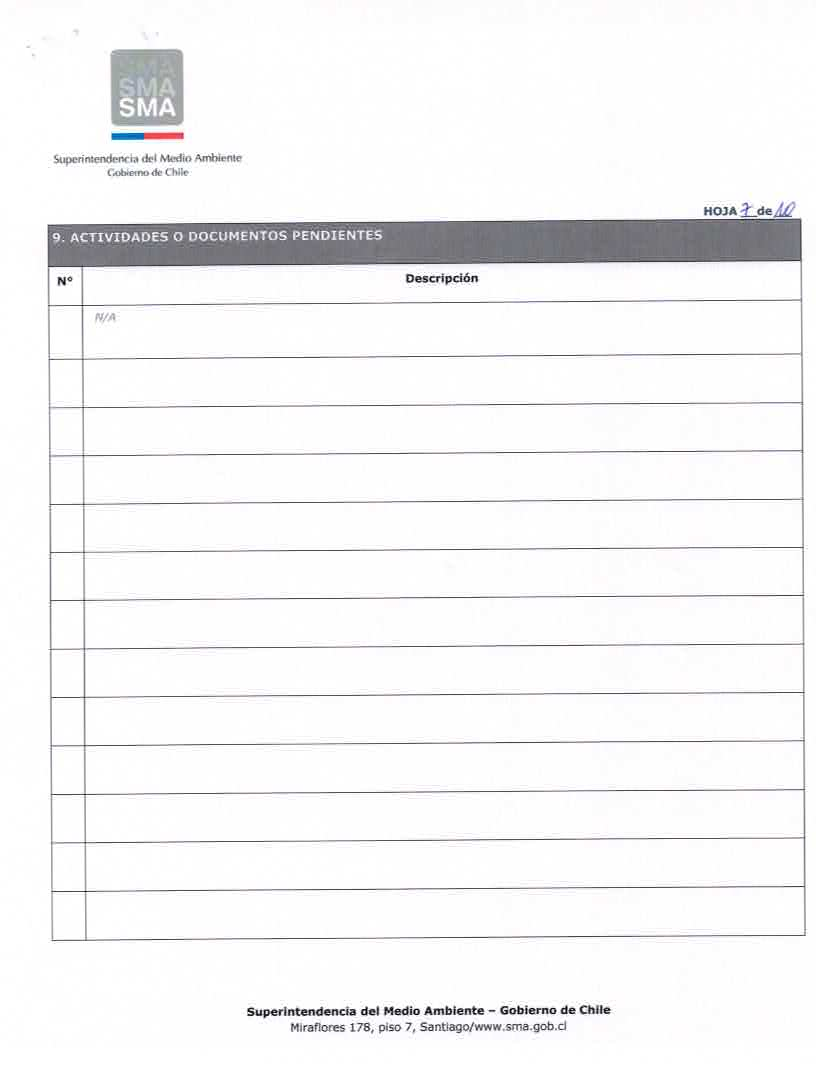 SMA
SMA
SMA
Superintendencia del Medio Ambiente
Gobierno de Chile
HOJA 7 de 10
9. ACTIVIDADES O DOCUMENTOS PENDIENTES
N° Descripción
N/A
Superintendencia del Medio Ambiente – Gobierno de Chile
Miraflores 178, piso 7, Santiago/www.sma.gob.cl